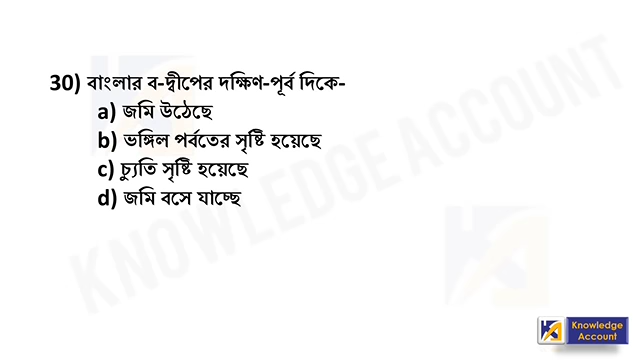 30) বাংলার ব-দ্বীপের দক্ষিণ-পূর্ব দিকে-
a) জমি উঠেছে
b) ভঙ্গিল পর্বতের সৃষ্টি হয়েছে
c) চ্যুতি সৃষ্টি হয়েছে
d) জমি বসে যাচ্ছে
KNOWLEDGE ACCOUNT
Knowledge
Account